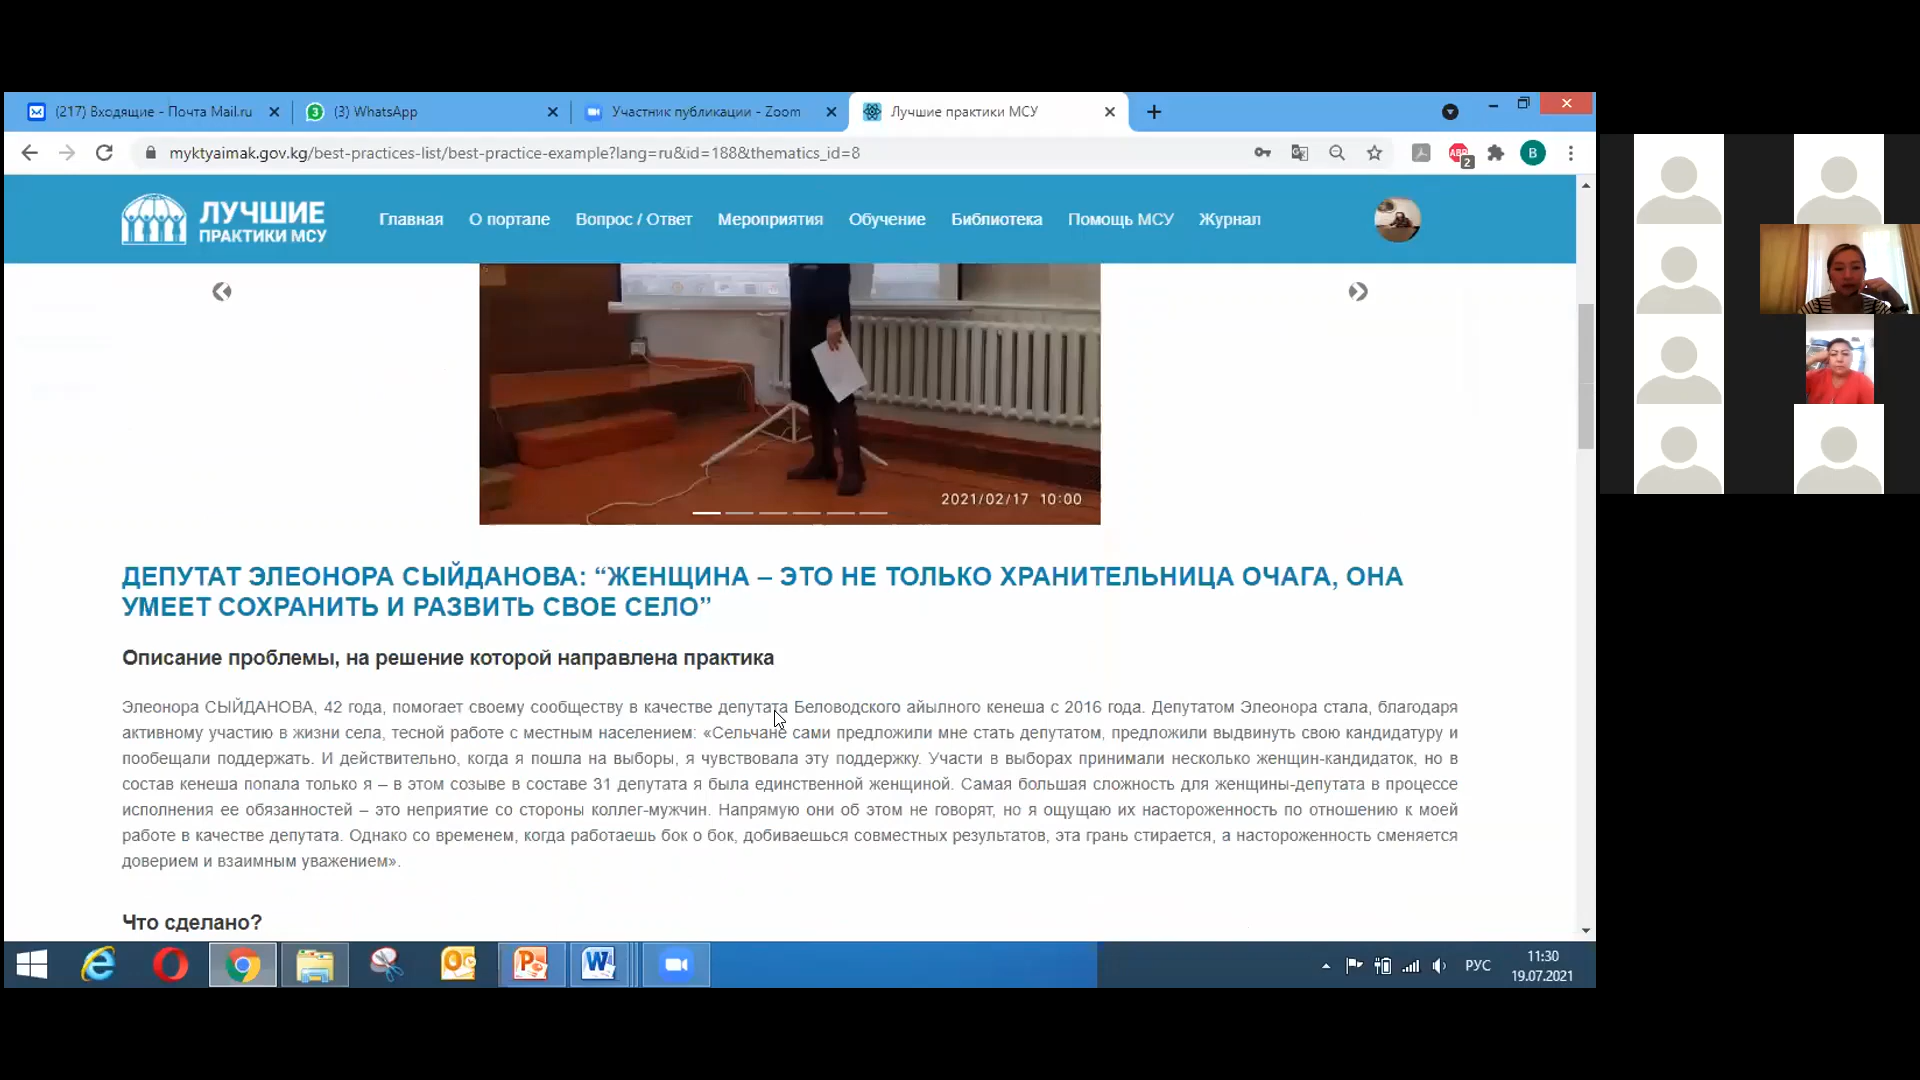 (217) Входящие - Почта Mail.ru
3 (3) WhatsApp
Участник публикации - Zoom
Лучшие практики МСУ
myktyaimak.gov.kg/best-practices-list/best-practice-example?lang=ru&id=188&thematics_id=8
ABP 2
B
ЛУЧШИЕ
ПРАКТИКИ МСУ
Главная О портале Вопрос / Ответ Мероприятия Обучение Библиотека Помощь МСУ Журнал
2021/02/17 10:00
ДЕПУТАТ ЭЛЕОНОРА СЫЙДАНОВА: “ЖЕНЩИНА – ЭТО НЕ ТОЛЬКО ХРАНИТЕЛЬНИЦА ОЧАГА, ОНА
УМЕЕТ СОХРАНИТЬ И РАЗВИТЬ СВОЕ СЕЛО”
Описание проблемы, на решение которой направлена практика
Элеонора СЫЙДАНОВА, 42 года, помогает своему сообществу в качестве депутата Беловодского айылного кенеша с 2016 года. Депутатом Элеонора стала, благодаря
активному участию в жизни села, тесной работе с местным населением: «Сельчане сами предложили мне стать депутатом, предложили выдвинуть свою кандидатуру и
пообещали поддержать. И действительно, когда я пошла на выборы, я чувствовала эту поддержку. Участи в выборах принимали несколько женщин-кандидаток, но в
состав кенеша попала только я – в этом созыве в составе 31 депутата я была единственной женщиной. Самая большая сложность для женщины-депутата в процессе
исполнения ее обязанностей – это неприятие со стороны коллег-мужчин. Напрямую они об этом не говорят, но я ощущаю их настороженность по отношению к моей
работе в качестве депутата. Однако со временем, когда работаешь бок о бок, добиваешься совместных результатов, эта грань стирается, а настороженность сменяется
доверием и взаимным уважением».
Что сделано?
РУС
11:30
19.07.2021